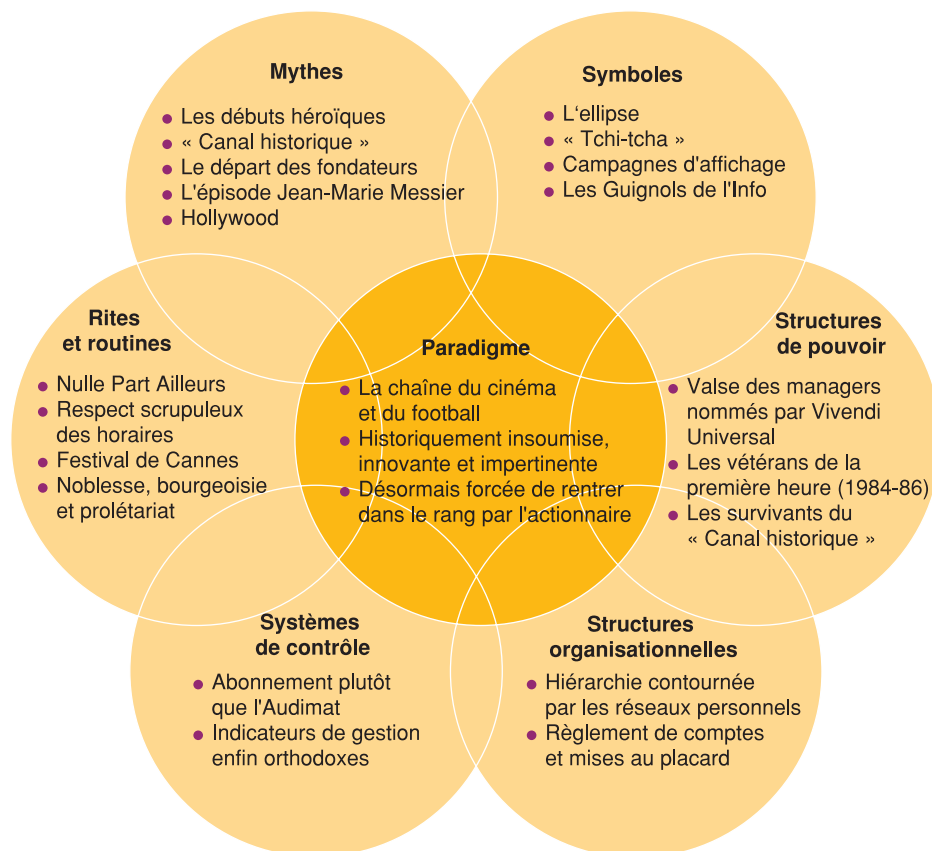 Mythes
• Les débuts héroïques
• « Canal historique »
• Le départ des fondateurs
• L'épisode Jean-Marie Messier
• Hollywood
Symboles
• L‘ellipse
• « Tchi-tcha »
• Campagnes d'affichage
• Les Guignols de l'Info
Rites
et routines
• Nulle Part Ailleurs
• Respect scrupuleux
des horaires
• Festival de Cannes
• Noblesse, bourgeoisie
et prolétariat
Paradigme
• La chaîne du cinéma
et du football
• Historiquement insoumise,
innovante et impertinente
• Désormais forcée de rentrer
dans le rang par l'actionnaire
Structures
de pouvoir
• Valse des managers
nommés par Vivendi
Universal
• Les vétérans de la
première heure (1984-86)
• Les survivants du
« Canal historique »
Systèmes
de contrôle
• Abonnement plutôt
que l'Audimat
• Indicateurs de gestion
enfin orthodoxes
Structures
organisationnelles
• Hiérarchie contournée
par les réseaux personnels
• Règlement de comptes
et mises au placard